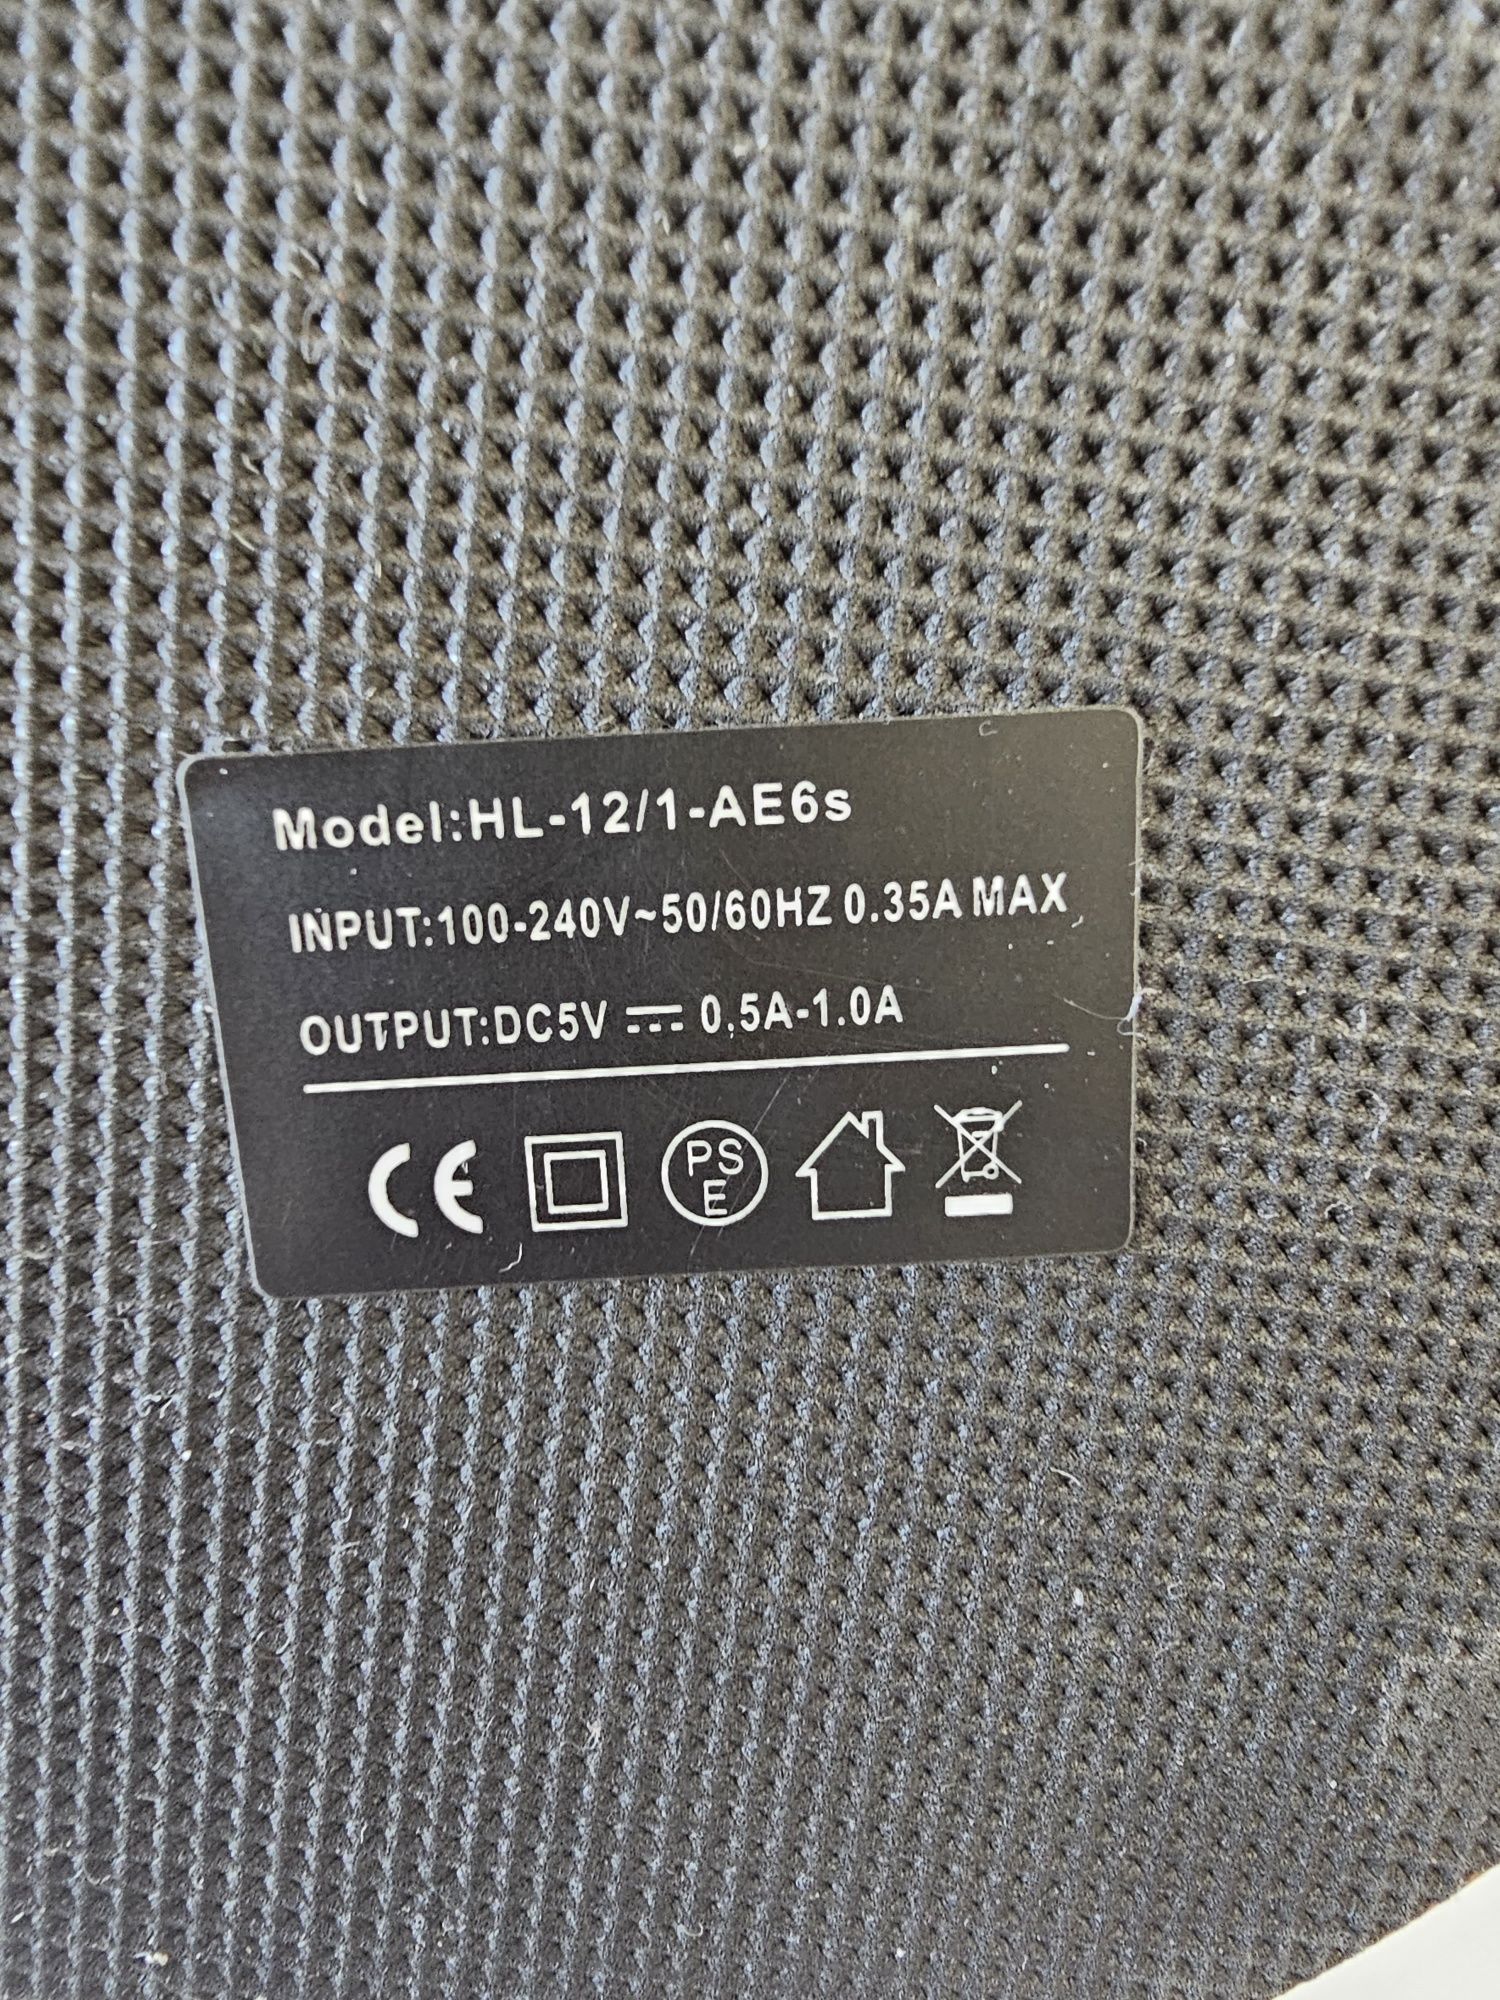 Model:HL-12/1-AE6s
INPUT:100-240V~50/60HZ 0.35A MAX
OUTPUT:DC5V ⎓ 0.5A-1.0A
CE PSE